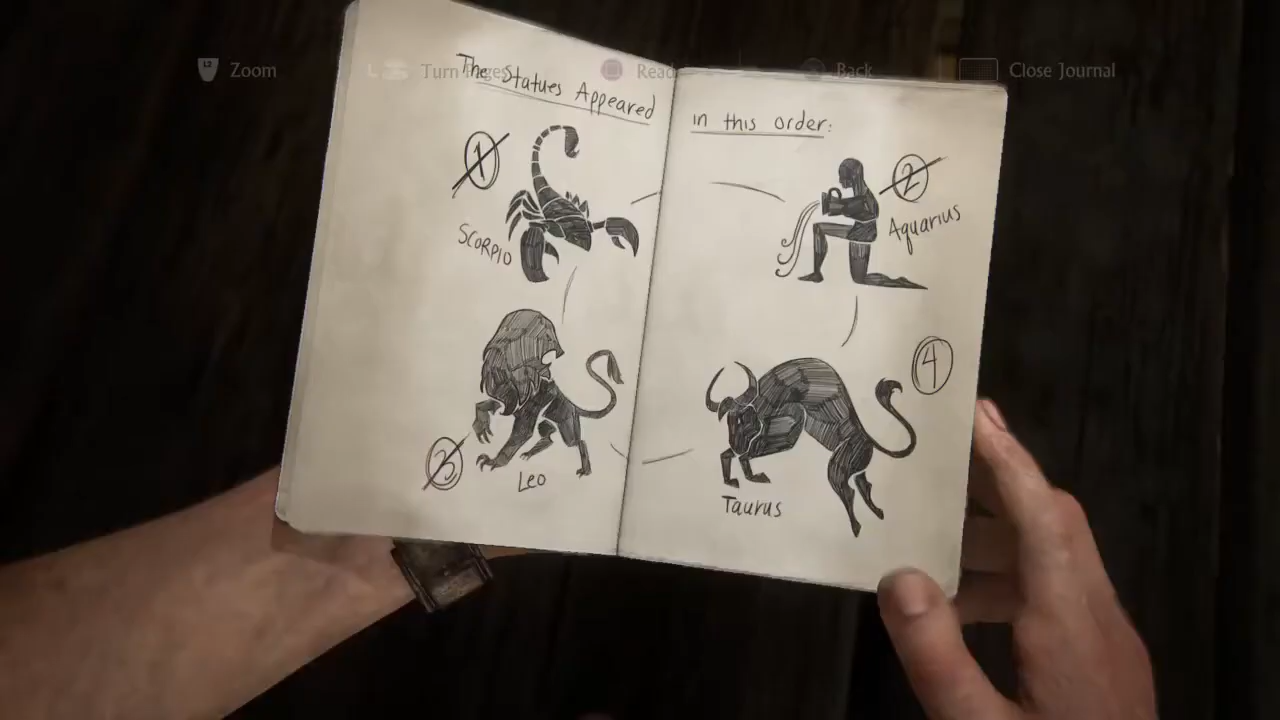 L2 Zoom
L Turn Pages
Read
Back
Close Journal
The Statues Appeared
in this order:
1
2
SCORPIO
Aquarius
4
3
Leo
Taurus